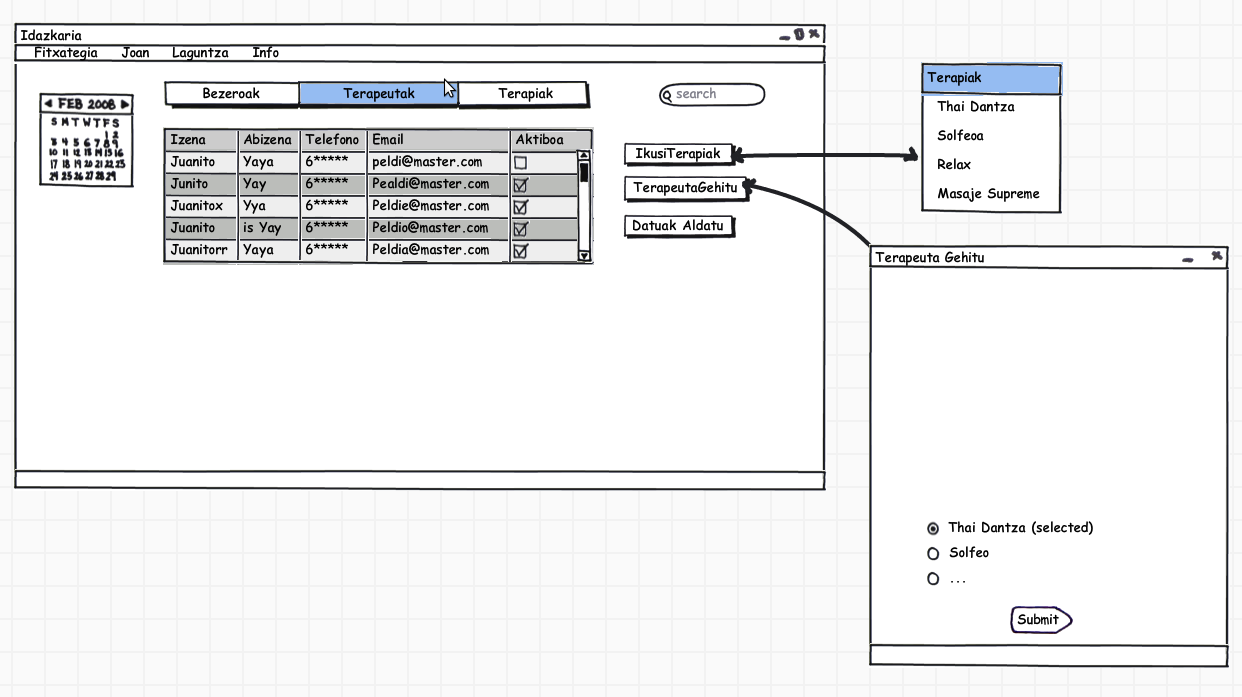 Idazkaria
Fitxategia Joan Laguntza Info
FEB 2008
S M T W T F S
1 2
3 4 5 6 7 8 9
10 11 12 13 14 15 16
17 18 19 20 21 22 23
24 25 26 27 28 29
Bezeroak Terapeutak Terapiak
search
Izena Abizena Telefono Email Aktiboa
Juanito Yaya 6***** peldi@master.com
Junito Yay 6***** Pealdi@master.com
Juanitox Yya 6***** Peldie@master.com
Juanito is Yay 6***** Peldio@master.com
Juanitorr Yaya 6***** Peldia@master.com
IkusiTerapiak
TerapeutaGehitu
Datuak Aldatu
Terapiak
Thai Dantza
Solfeoa
Relax
Masaje Supreme
Terapeuta Gehitu
Thai Dantza (selected)
Solfeo
...
Submit